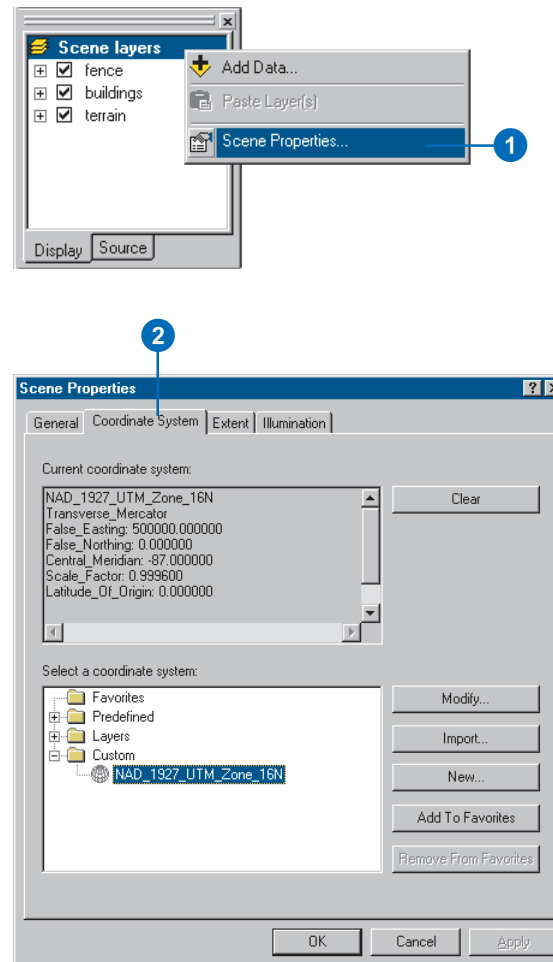 Scene layers
fence
buildings
terrain
Display
Source
Add Data...
Paste Layer(s)
Scene Properties...
1
2
Scene Properties
General
Coordinate System
Extent
Illumination
Current coordinate system:
NAD_1927_UTM_Zone_16N
Transverse_Mercator
False_Easting: 500000.000000
False_Northing: 0.000000
Central_Meridian: -87.000000
Scale_Factor: 0.999600
Latitude_Of_Origin: 0.000000
Clear
Select a coordinate system:
Favorites
Predefined
Layers
Custom
NAD_1927_UTM_Zone_16N
Modify...
Import...
New...
Add To Favorites
Remove From Favorites
OK
Cancel
Apply